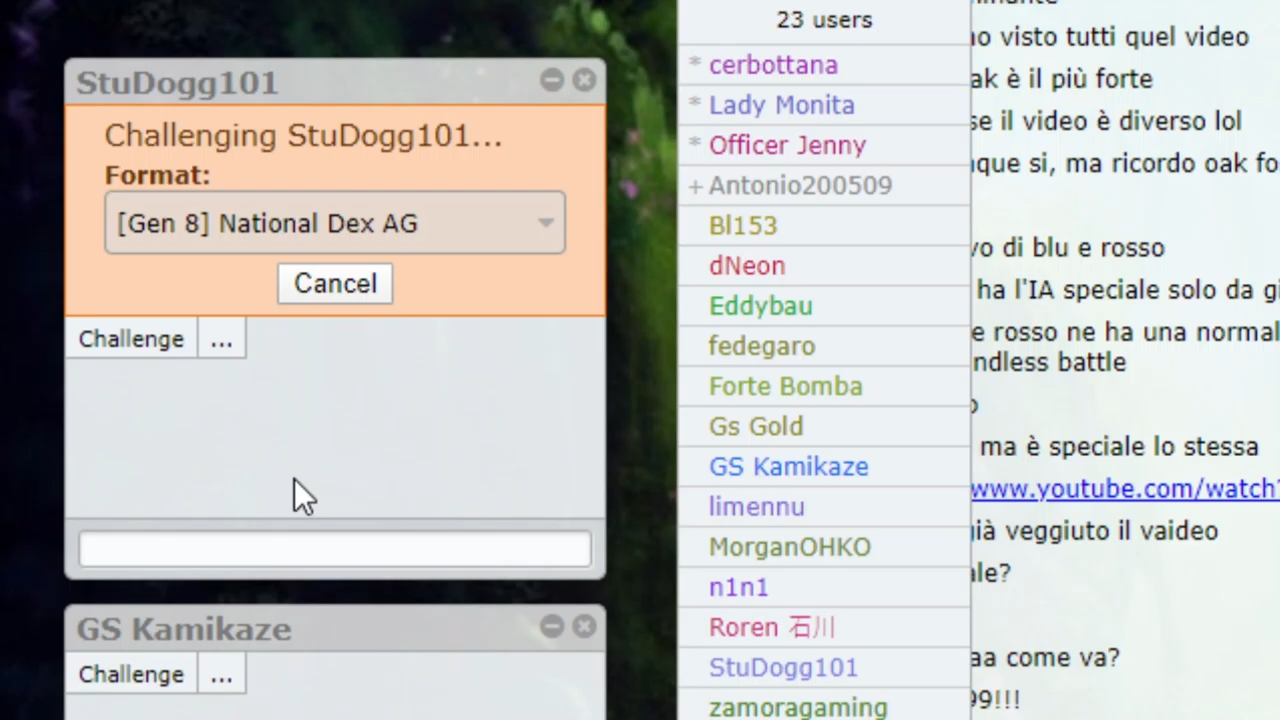 StuDogg101
Challenging StuDogg101...
Format:
[Gen 8] National Dex AG
Cancel
Challenge
...
GS Kamikaze
Challenge
...
23 users
* cerbottana
* Lady Monita
* Officer Jenny
+ Antonio200509
Bl153
dNeon
Eddybau
fedegaro
Forte Bomba
Gs Gold
GS Kamikaze
limennu
MorganOHKO
n1n1
Roren 石川
StuDogg101
zamoragaming
visto tutti quel video
è il più forte
se il video è diverso lol
que si, ma ricordo oak fo
di blu e rosso
ha l'IA speciale solo da gi
e rosso ne ha una normal
ndless battle
ma è speciale lo stessa
www.youtube.com/watch?
già veggiuto il vaideo
ale?
aa come va?
99!!!